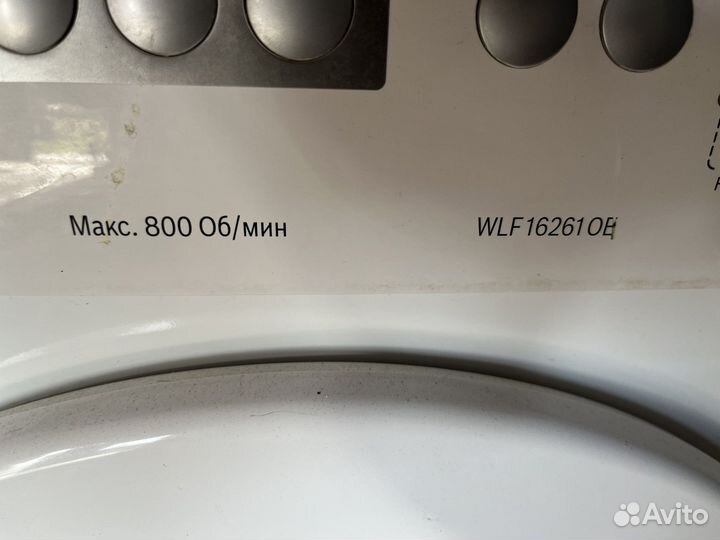 Макс. 800 Об/мин
WLF16261OE
Avito